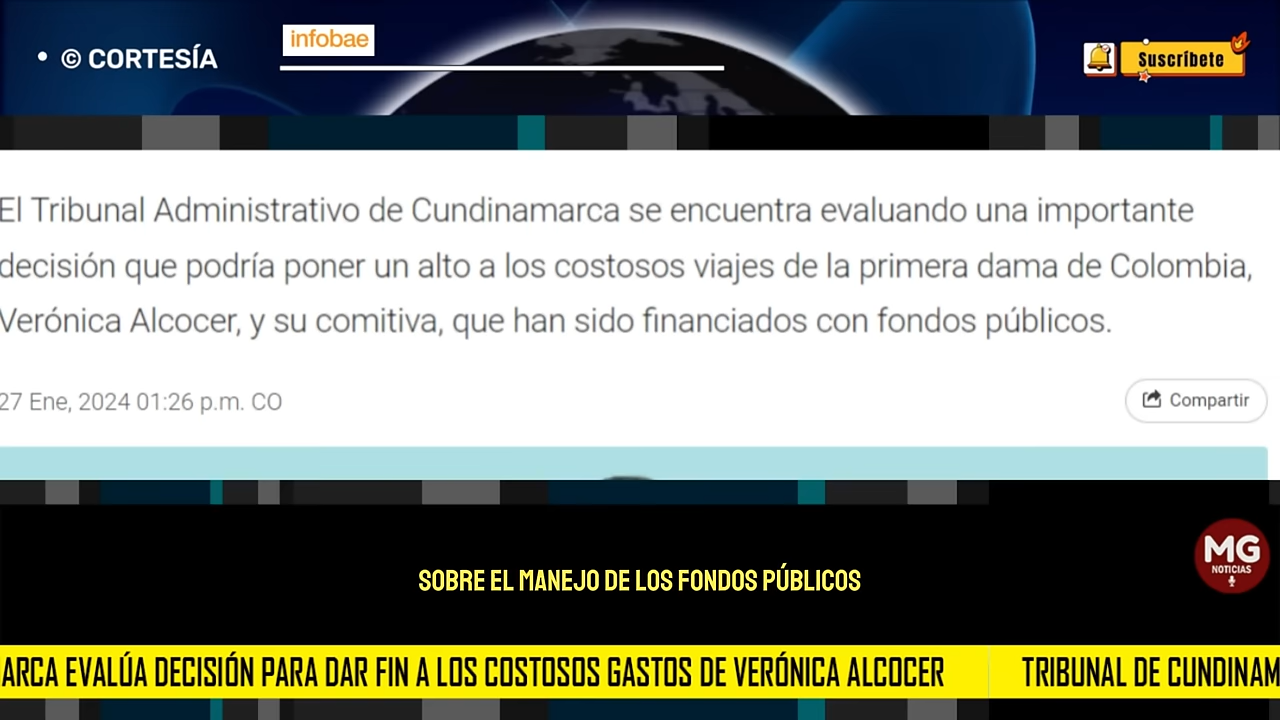 © CORTESÍA
infobae
Suscríbete
El Tribunal Administrativo de Cundinamarca se encuentra evaluando una importante
decisión que podría poner un alto a los costosos viajes de la primera dama de Colombia,
Verónica Alcocer, y su comitiva, que han sido financiados con fondos públicos.
27 Ene, 2024 01:26 p.m. CO
Compartir
MG
NOTICIAS
SOBRE EL MANEJO DE LOS FONDOS PÚBLICOS
ARCA EVALÚA DECISIÓN PARA DAR FIN A LOS COSTOSOS GASTOS DE VERÓNICA ALCOCER TRIBUNAL DE CUNDINAM